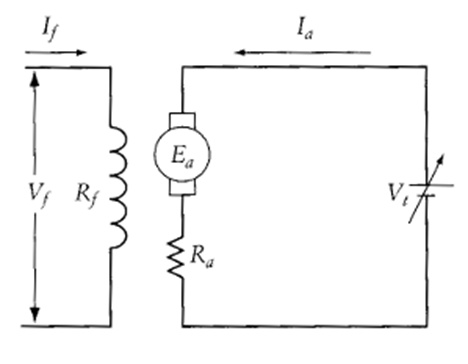 I_f
I_a
V_f
R_f
E_a
V_t
R_a